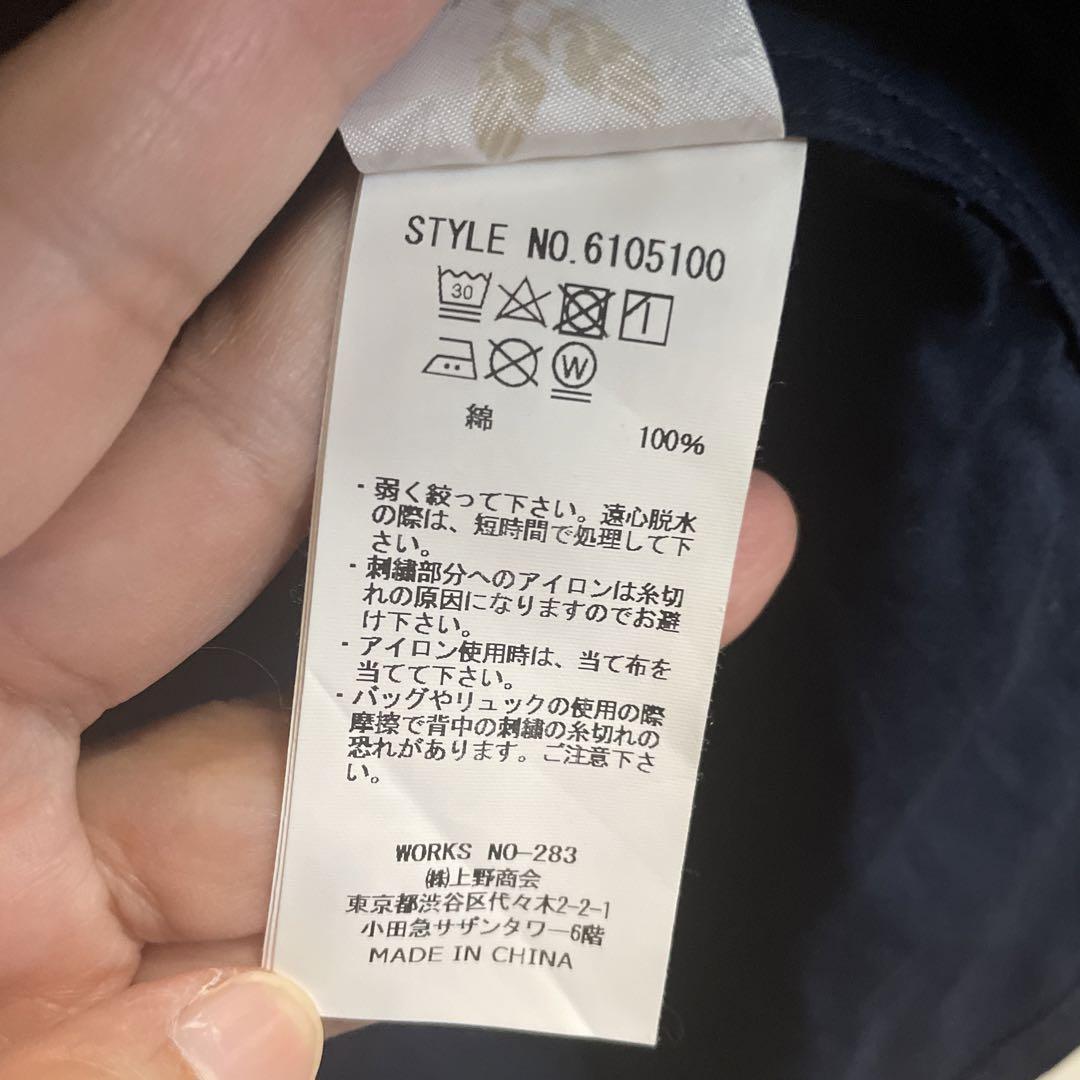 STYLE NO.6105100
30
W
綿 100%
・弱く絞って下さい。遠心脱水
の際は、短時間で処理して下
さい。
・刺繍部分へのアイロンは糸切
れの原因になりますのでお避
け下さい。
・アイロン使用時は、当て布を
当てて下さい。
・バッグやリュックの使用の際
摩擦で背中の刺繍の糸切れの
恐れがあります。ご注意下さ
い。
WORKS NO-283
㈱上野商会
東京都渋谷区代々木2-2-1
小田急サザンタワー6階
MADE IN CHINA